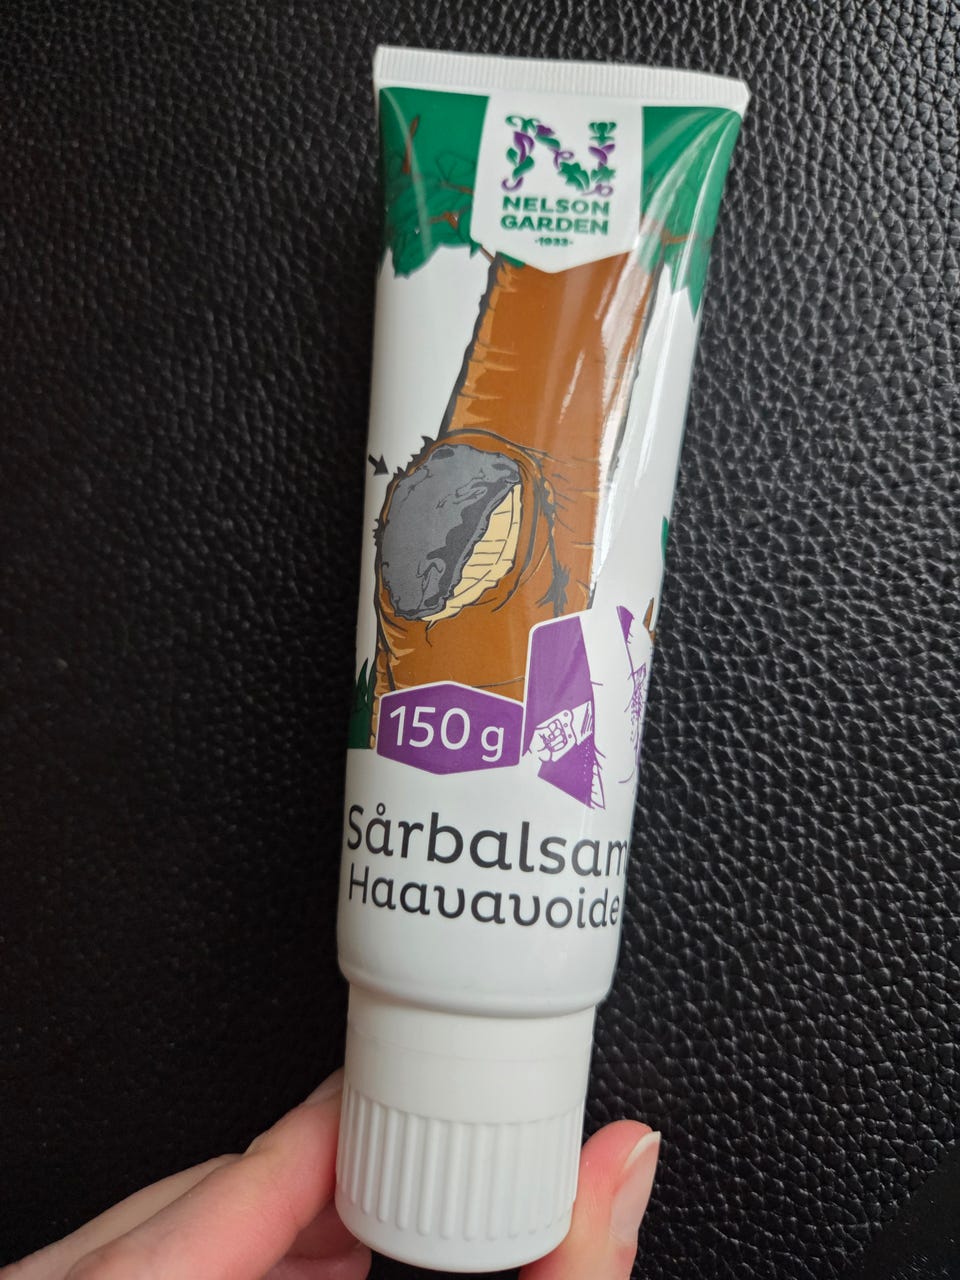 NELSON
GARDEN
-1933-
150 g
Sårbalsam
Haavavoide